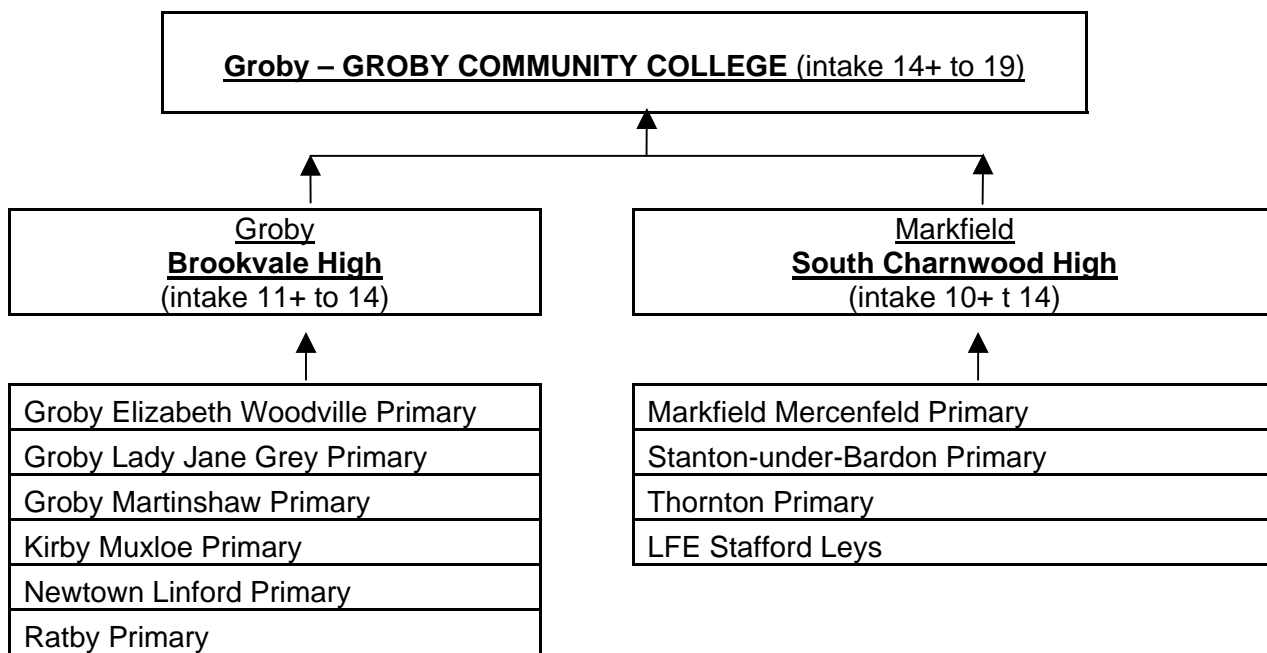 Groby – GROBY COMMUNITY COLLEGE (intake 14+ to 19)
Groby
Brookvale High
(intake 11+ to 14)
Markfield
South Charnwood High
(intake 10+ t 14)
Groby Elizabeth Woodville Primary
Groby Lady Jane Grey Primary
Groby Martinshaw Primary
Kirby Muxloe Primary
Newtown Linford Primary
Ratby Primary
Markfield Mercenfeld Primary
Stanton-under-Bardon Primary
Thornton Primary
LFE Stafford Leys